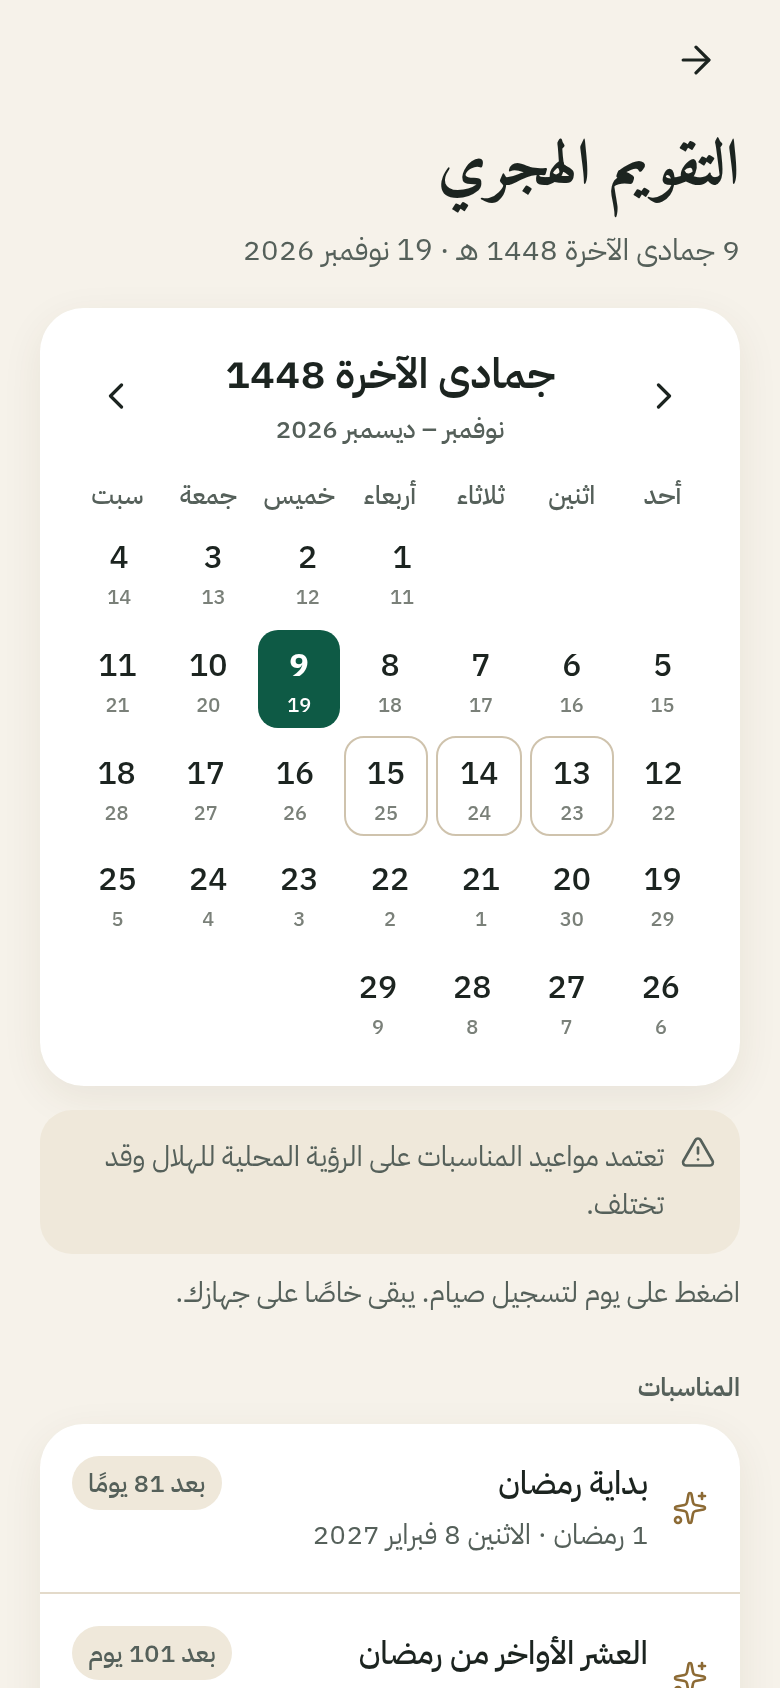 التقويم الهجري
9 جمادى الآخرة 1448 هـ · 19 نوفمبر 2026
جمادى الآخرة 1448
نوفمبر – ديسمبر 2026
أحد اثنين ثلاثاء أربعاء خميس جمعة سبت
1 2 3 4
11 12 13 14
5 6 7 8 9 10 11
15 16 17 18 19 20 21
12 13 14 15 16 17 18
22 23 24 25 26 27 28
19 20 21 22 23 24 25
29 30 1 2 3 4 5
26 27 28 29
6 7 8 9
تعتمد مواعيد المناسبات على الرؤية المحلية للهلال وقد
تختلف.
اضغط على يوم لتسجيل صيام. يبقى خاصًا على جهازك.
المناسبات
بداية رمضان بعد 81 يومًا
1 رمضان · الاثنين 8 فبراير 2027
العشر الأواخر من رمضان بعد 101 يوم